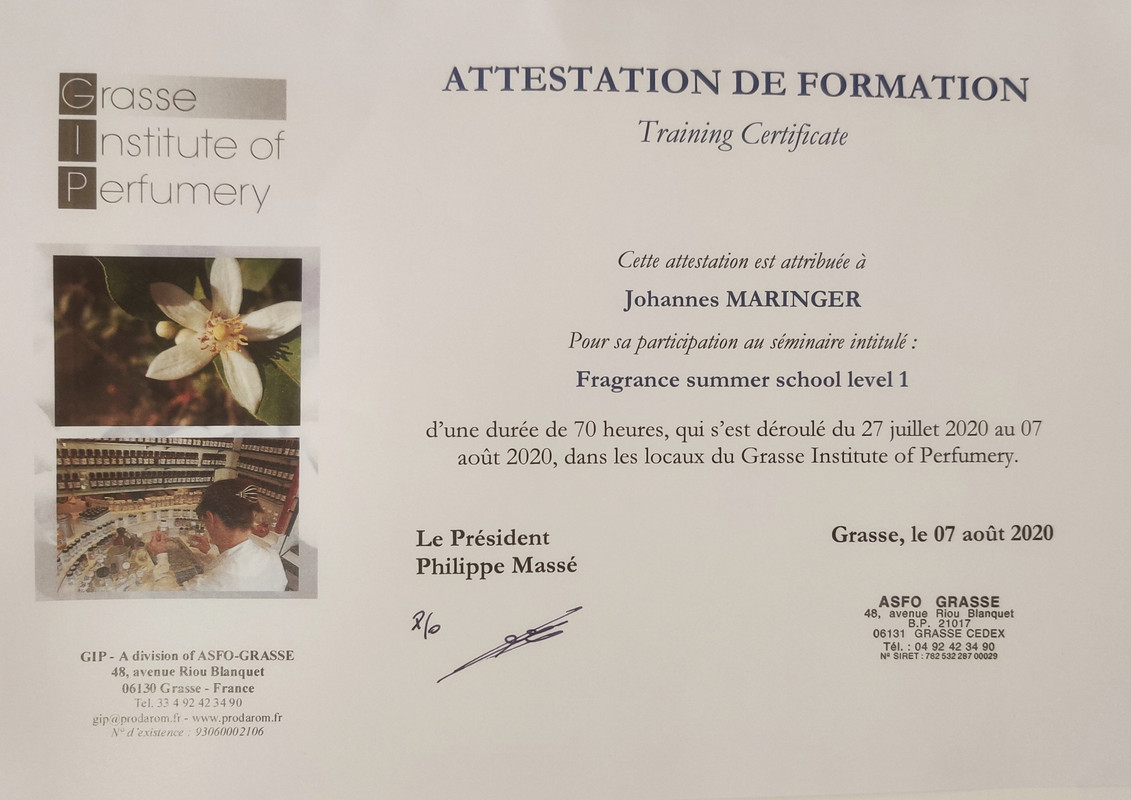 Grasse
Institute of
Perfumery
ATTESTATION DE FORMATION
Training Certificate
Cette attestation est attribuée à
Johannes MARINGER
Pour sa participation au séminaire intitulé :
Fragrance summer school level 1
d’une durée de 70 heures, qui s’est déroulé du 27 juillet 2020 au 07
août 2020, dans les locaux du Grasse Institute of Perfumery.
Le Président
Philippe Massé
P/o
Grasse, le 07 août 2020
ASFO GRASSE
48, avenue Riou Blanquet
B.P. 21017
06131 GRASSE CEDEX
Tél. : 04 92 42 34 90
Nº SIRET : 782 532 287 00029
GIP - A division of ASFO-GRASSE
48, avenue Riou Blanquet
06130 Grasse - France
Tel. 33 4 92 42 34 90
gip@prodarom.fr - www.prodarom.fr
N° d’existence : 93060002106